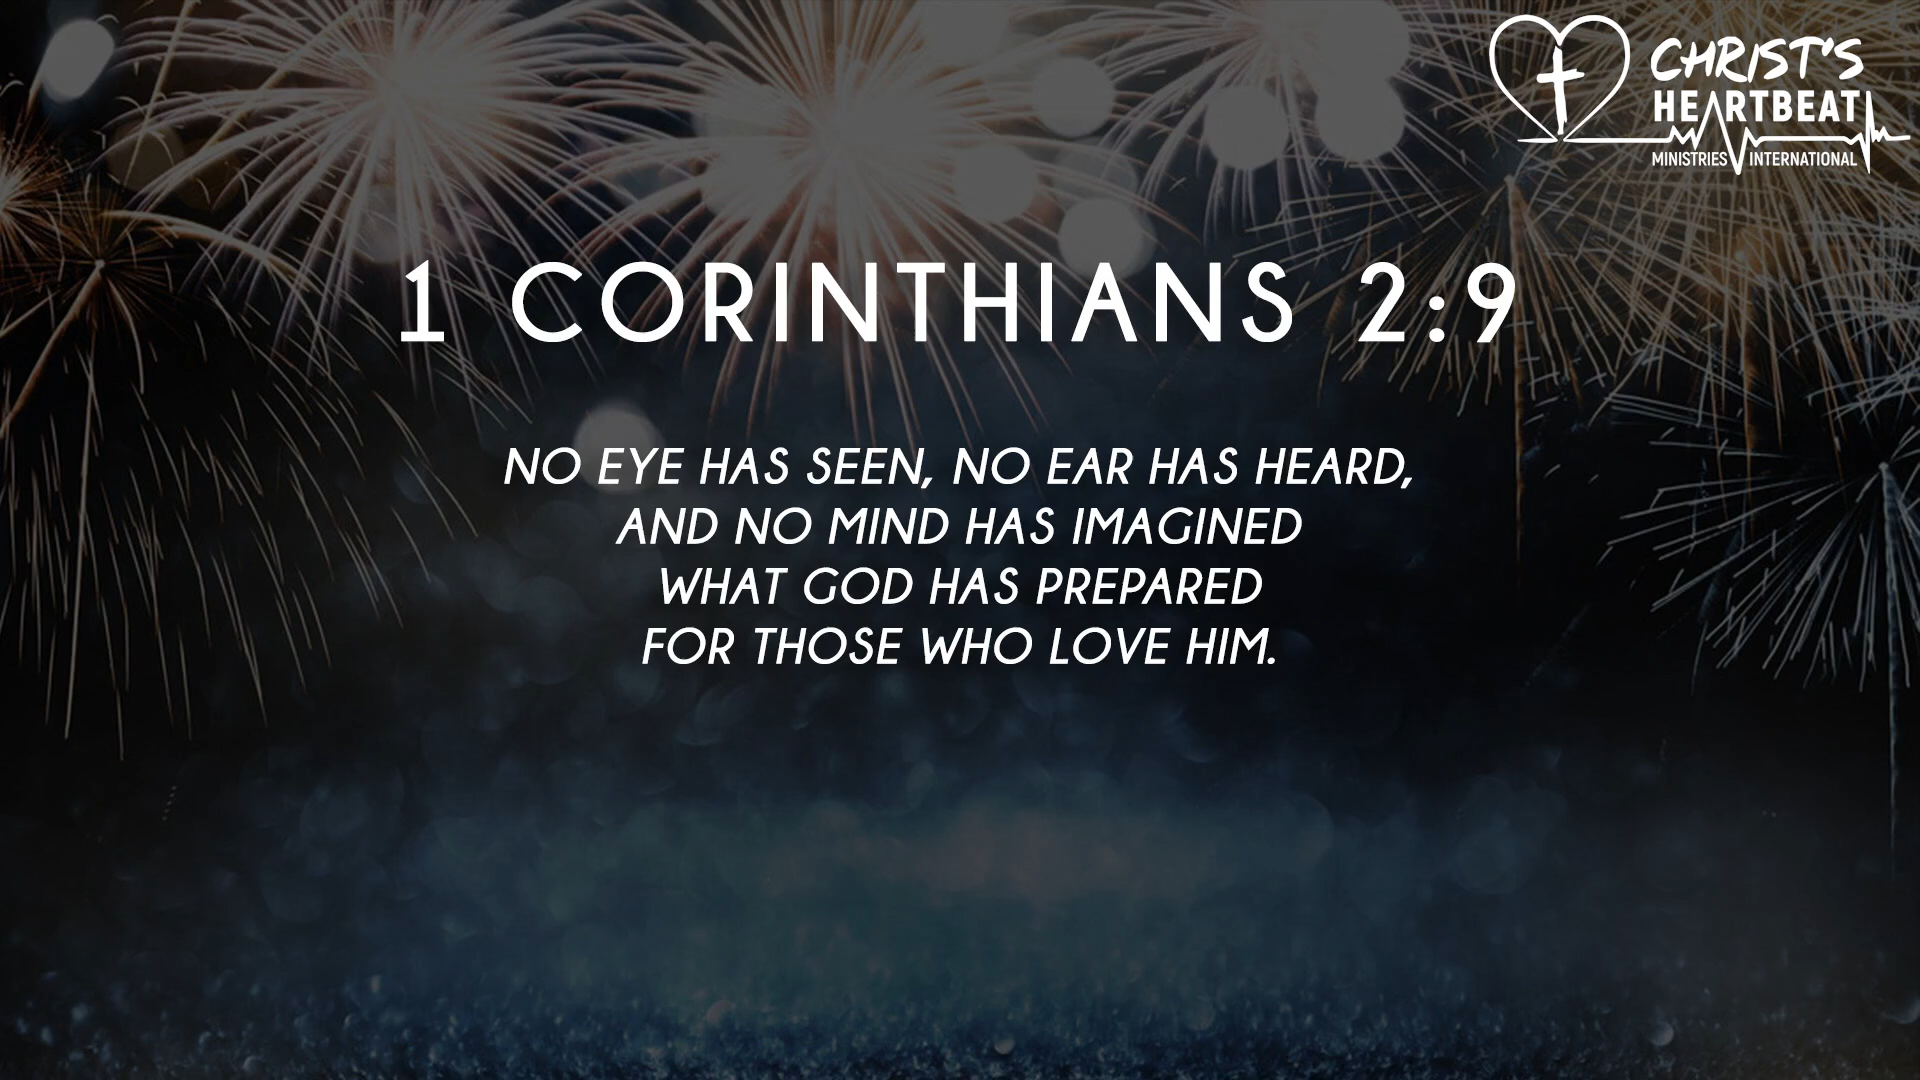 CHRIST'S
HEARTBEAT
MINISTRIES INTERNATIONAL
1 CORINTHIANS 2:9
NO EYE HAS SEEN, NO EAR HAS HEARD,
AND NO MIND HAS IMAGINED
WHAT GOD HAS PREPARED
FOR THOSE WHO LOVE HIM.